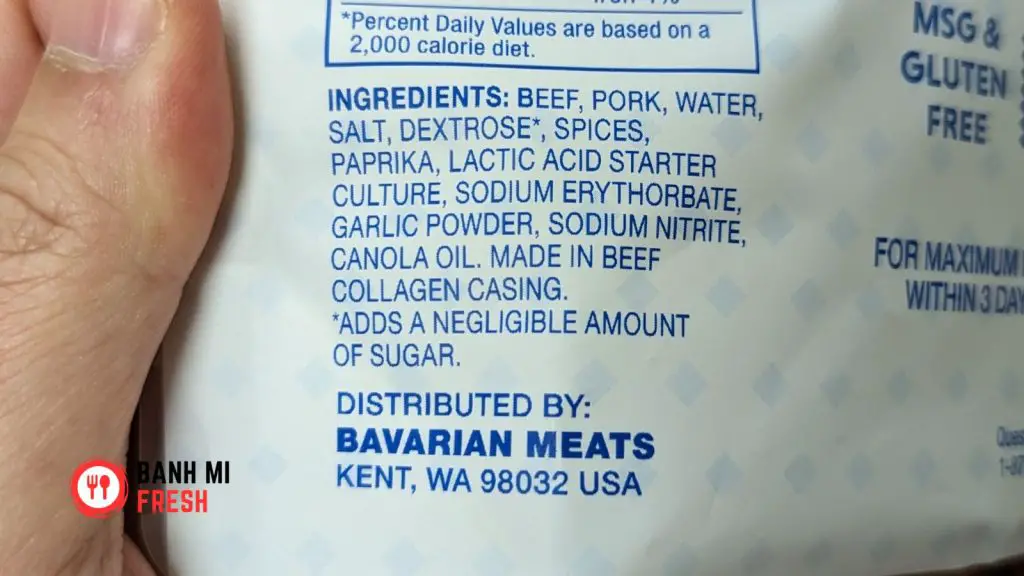 *Percent Daily Values are based on a
2,000 calorie diet.
INGREDIENTS: BEEF, PORK, WATER,
SALT, DEXTROSE*, SPICES,
PAPRIKA, LACTIC ACID STARTER
CULTURE, SODIUM ERYTHORBATE,
GARLIC POWDER, SODIUM NITRITE,
CANOLA OIL. MADE IN BEEF
COLLAGEN CASING.
*ADDS A NEGLIGIBLE AMOUNT
OF SUGAR.
DISTRIBUTED BY:
BAVARIAN MEATS
KENT, WA 98032 USA
MSG &
GLUTEN
FREE
FOR MAXIMUM
WITHIN 3
BANH MI
FRESH